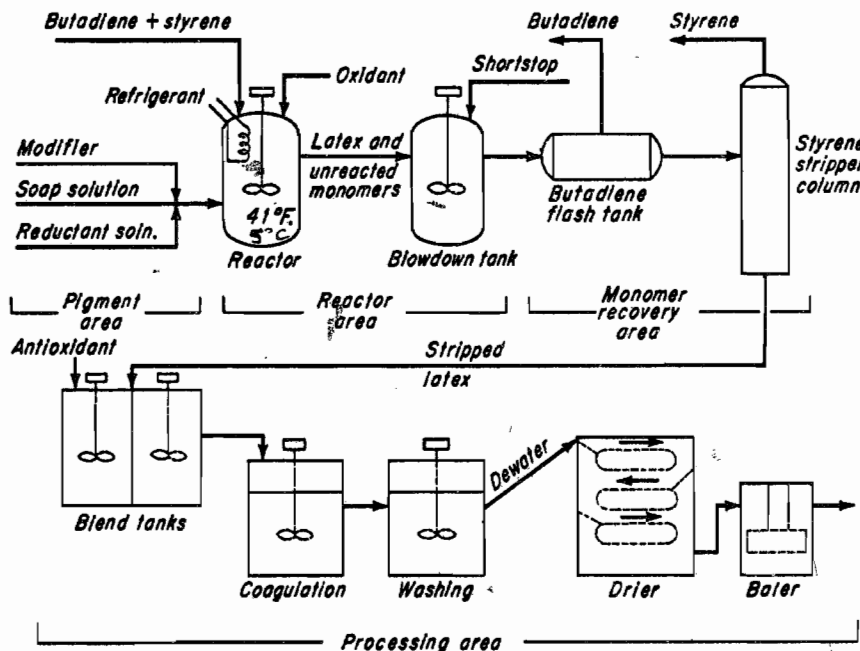 Butadiene + styrene
Butadiene
Styrene
Refrigerant
Oxidant
Shortstop
Modifier
Soap solution
Reductant soln.
Latex and
unreacted
monomers
41°F.
5°C.
Reactor
Blowdown tank
Butadiene
flash tank
Styrene
stripper
column
Pigment
area
Reactor
area
Monomer
recovery
area
Antioxidant
Stripped
latex
Blend tanks
Coagulation
Washing
Dewater
Drier
Baler
Processing area